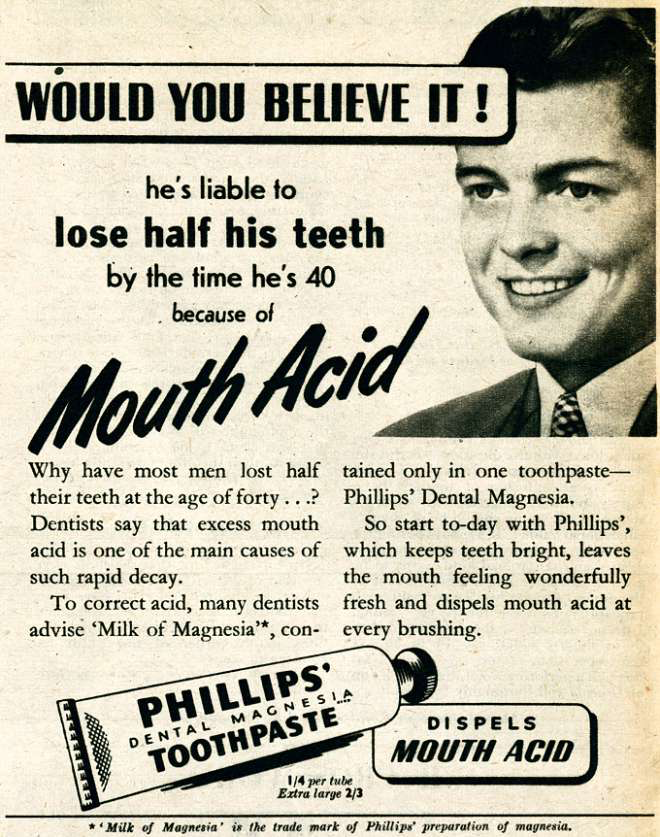 WOULD YOU BELIEVE IT!
he's liable to
lose half his teeth
by the time he's 40
because of
Mouth Acid
Why have most men lost half
their teeth at the age of forty . . .?
Dentists say that excess mouth
acid is one of the main causes of
such rapid decay.
To correct acid, many dentists
advise ‘Milk of Magnesia’*, con-
tained only in one toothpaste—
Phillips’ Dental Magnesia.
So start to-day with Phillips’,
which keeps teeth bright, leaves
the mouth feeling wonderfully
fresh and dispels mouth acid at
every brushing.
PHILLIPS’
DENTAL MAGNESIA
TOOTHPASTE
1/4 per tube
Extra large 2/3
DISPELS
MOUTH ACID
* ‘Milk of Magnesia’ is the trade mark of Phillips’ preparation of magnesia.